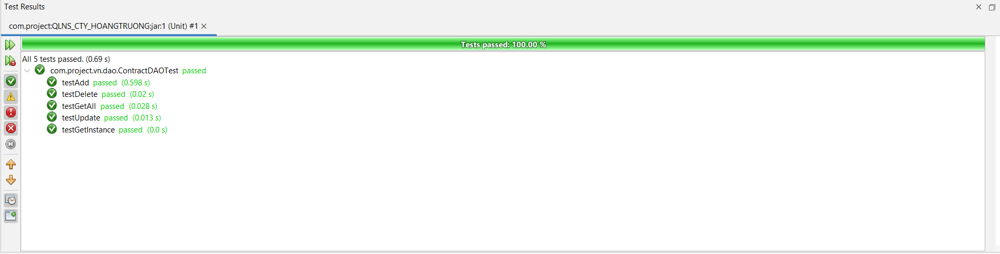 Test Results
com.project:QLNS_CTY_HOANGTRUONG:jar:1 (Unit) #1
Tests passed: 100.00 %
All 5 tests passed. (0.69 s)
com.project.vn.dao.ContractDAOTest passed
testAdd passed (0.598 s)
testDelete passed (0.02 s)
testGetAll passed (0.028 s)
testUpdate passed (0.013 s)
testGetInstance passed (0.0 s)